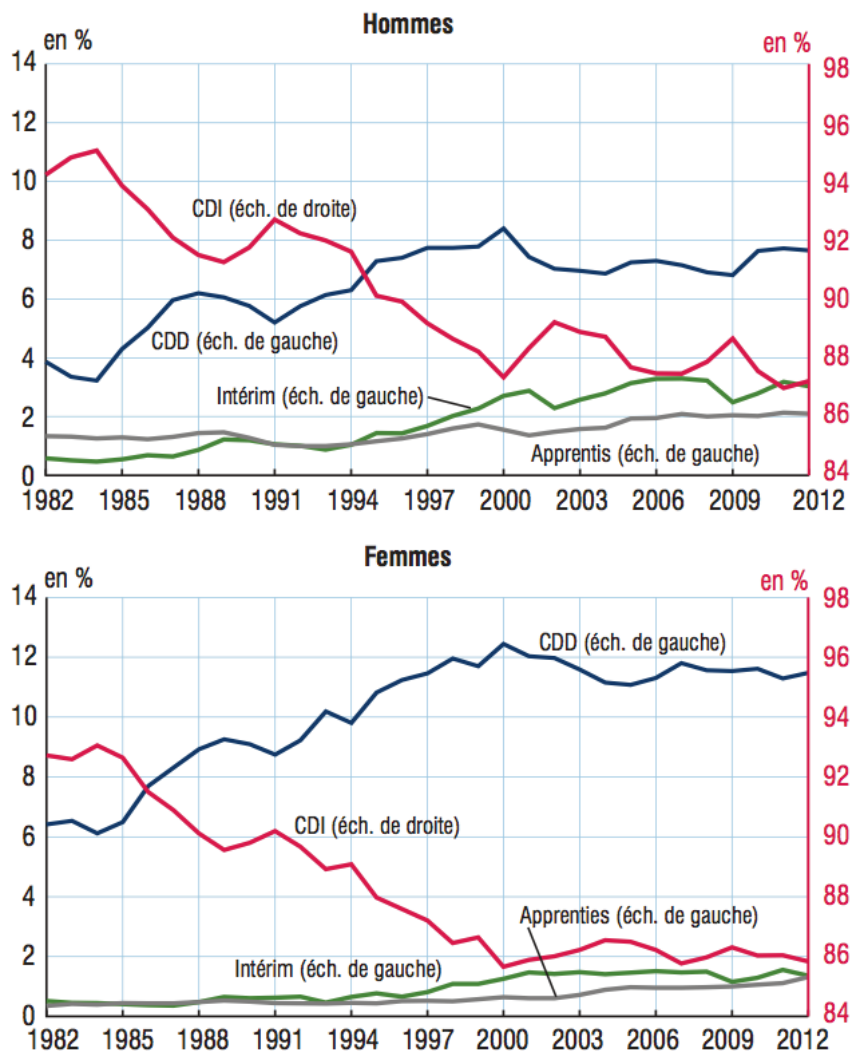 Hommes
en %
en %
14
98
12
96
10
94
CDI (éch. de droite)
8
92
6
90
CDD (éch. de gauche)
4
88
Intérim (éch. de gauche)
2
86
Apprentis (éch. de gauche)
0
84
1982 1985 1988 1991 1994 1997 2000 2003 2006 2009 2012
Femmes
en %
en %
14
98
CDD (éch. de gauche)
12
96
10
94
8
92
CDI (éch. de droite)
6
90
4
88
Apprenties (éch. de gauche)
2
86
Intérim (éch. de gauche)
0
84
1982 1985 1988 1991 1994 1997 2000 2003 2006 2009 2012